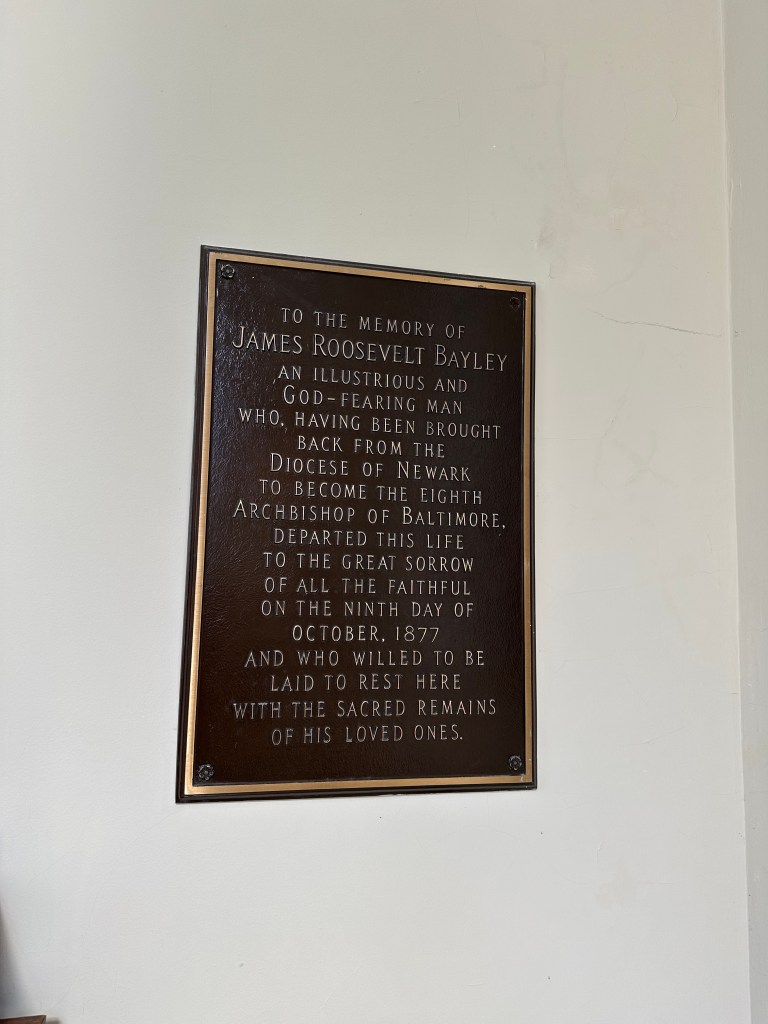 TO THE MEMORY OF
JAMES ROOSEVELT BAYLEY
AN ILLUSTRIOUS AND
GOD-FEARING MAN
WHO, HAVING BEEN BROUGHT
BACK FROM THE
DIOCESE OF NEWARK
TO BECOME THE EIGHTH
ARCHBISHOP OF BALTIMORE,
DEPARTED THIS LIFE
TO THE GREAT SORROW
OF ALL THE FAITHFUL
ON THE NINTH DAY OF
OCTOBER, 1877
AND WHO WILLED TO BE
LAID TO REST HERE
WITH THE SACRED REMAINS
OF HIS LOVED ONES.